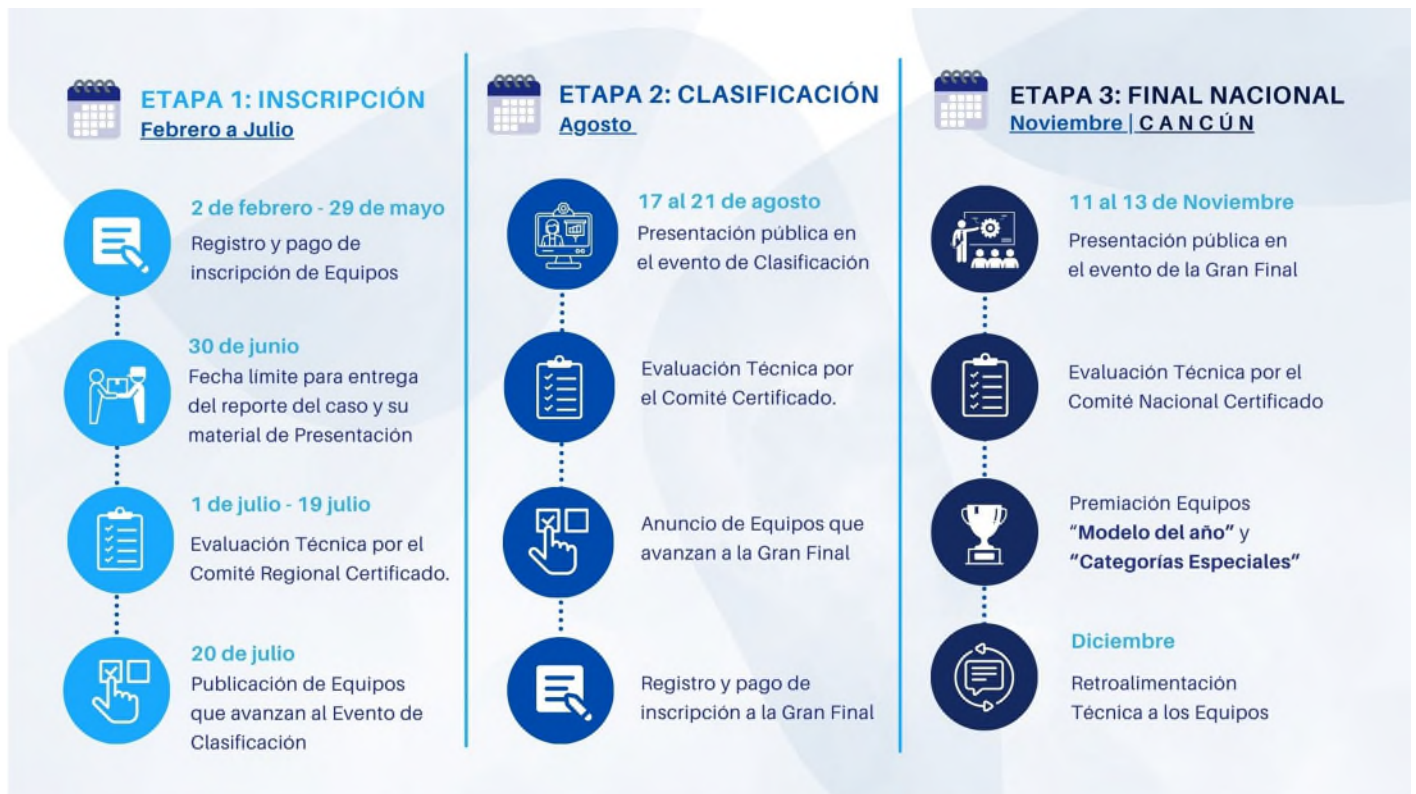 ETAPA 1: INSCRIPCIÓN
Febrero a Julio
2 de febrero - 29 de mayo
Registro y pago de
inscripción de Equipos
30 de junio
Fecha límite para entrega
del reporte del caso y su
material de Presentación
1 de julio - 19 julio
Evaluación Técnica por el
Comité Regional Certificado.
20 de julio
Publicación de Equipos
que avanzan al Evento de
Clasificación
ETAPA 2: CLASIFICACIÓN
Agosto
17 al 21 de agosto
Presentación pública en
el evento de Clasificación
Evaluación Técnica por
el Comité Certificado.
Anuncio de Equipos que
avanzan a la Gran Final
Registro y pago de
inscripción a la Gran Final
ETAPA 3: FINAL NACIONAL
Noviembre | CANCÚN
11 al 13 de Noviembre
Presentación pública en
el evento de la Gran Final
Evaluación Técnica por el
Comité Nacional Certificado
Premiación Equipos
“Modelo del año” y
“Categorías Especiales”
Diciembre
Retroalimentación
Técnica a los Equipos